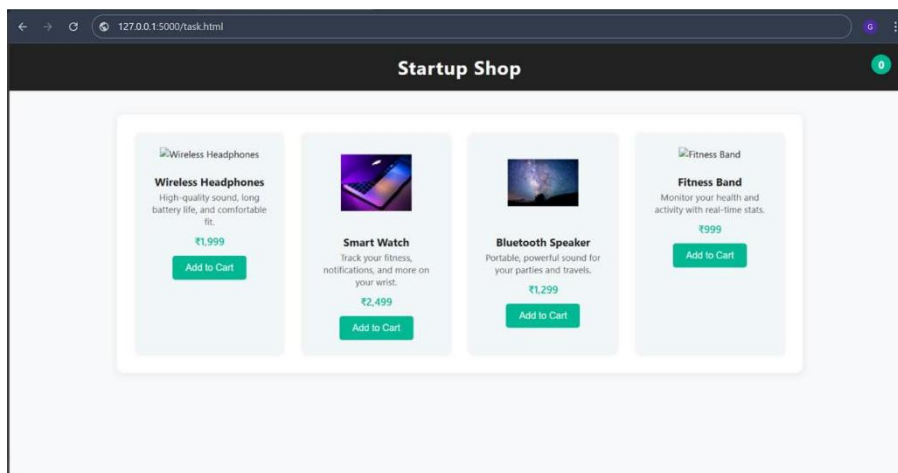 127.0.0.1:5000/task.html
G
Startup Shop
0
Wireless Headphones
Wireless Headphones
High-quality sound, long
battery life, and comfortable
fit.
₹1,999
Add to Cart
Smart Watch
Track your fitness,
notifications, and more on
your wrist.
₹2,499
Add to Cart
Bluetooth Speaker
Portable, powerful sound for
your parties and travels.
₹1,299
Add to Cart
Fitness Band
Fitness Band
Monitor your health and
activity with real-time stats.
₹999
Add to Cart